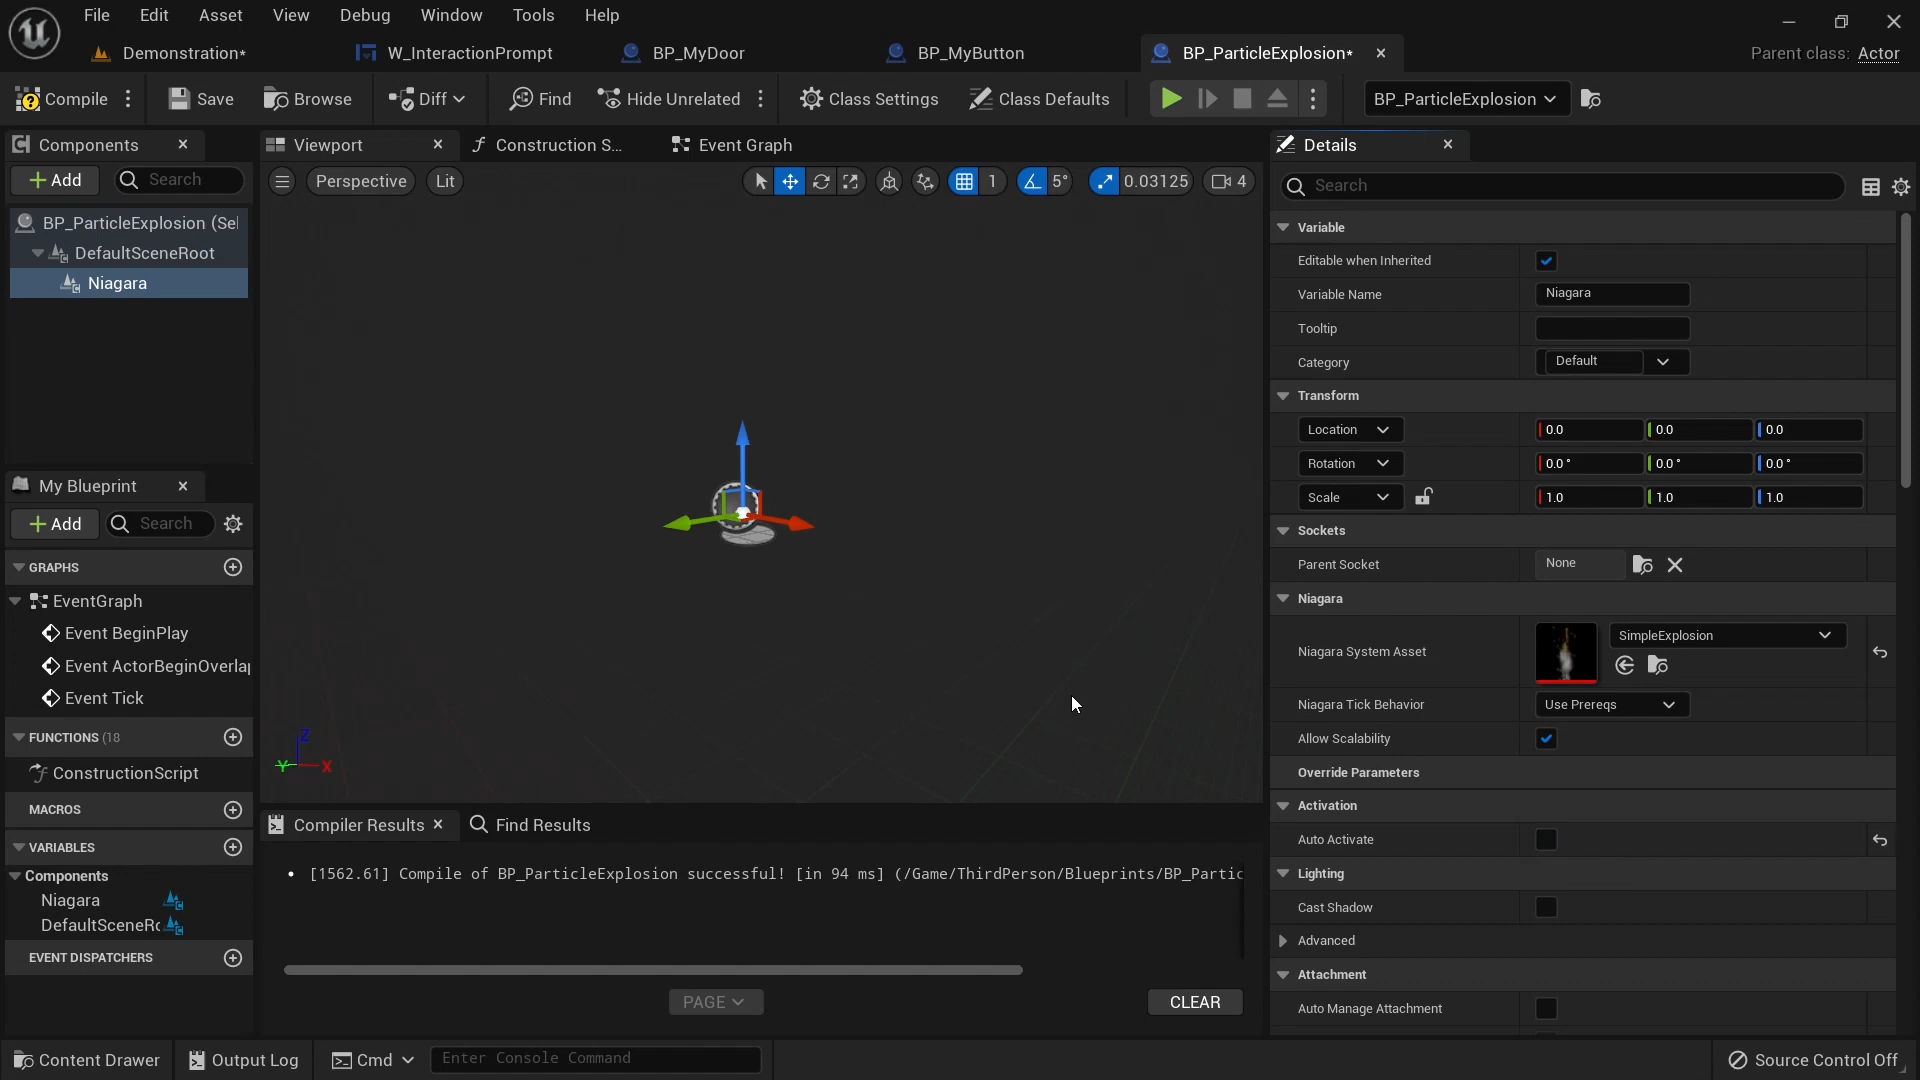 File Edit Asset View Debug Window Tools Help
Demonstration* W_InteractionPrompt BP_MyDoor BP_MyButton BP_ParticleExplosion* Parent class: Actor
Compile Save Browse Diff Find Hide Unrelated Class Settings Class Defaults BP_ParticleExplosion
Components Viewport Construction S... Event Graph Details
Add Search Perspective Lit 1 5° 0.03125 4 Search
BP_ParticleExplosion (Sel
DefaultSceneRoot
Niagara
Variable
Editable when Inherited
Variable Name Niagara
Tooltip
Category Default
Transform
Location 0.0 0.0 0.0
Rotation 0.0° 0.0° 0.0°
Scale 1.0 1.0 1.0
Sockets
Parent Socket None
Niagara
Niagara System Asset SimpleExplosion
Niagara Tick Behavior Use Prereqs
Allow Scalability
Override Parameters
Activation
Auto Activate
Lighting
Cast Shadow
Advanced
Attachment
Auto Manage Attachment
My Blueprint
Add Search
GRAPHS
EventGraph
Event BeginPlay
Event ActorBeginOverlap
Event Tick
FUNCTIONS (18
ConstructionScript
MACROS
VARIABLES
Components
Niagara
DefaultSceneRo
EVENT DISPATCHERS
Z
Y X
Compiler Results Find Results
[1562.61] Compile of BP_ParticleExplosion successful! [in 94 ms] (/Game/ThirdPerson/Blueprints/BP_Partic
PAGE CLEAR
Content Drawer Output Log Cmd Enter Console Command Source Control Off